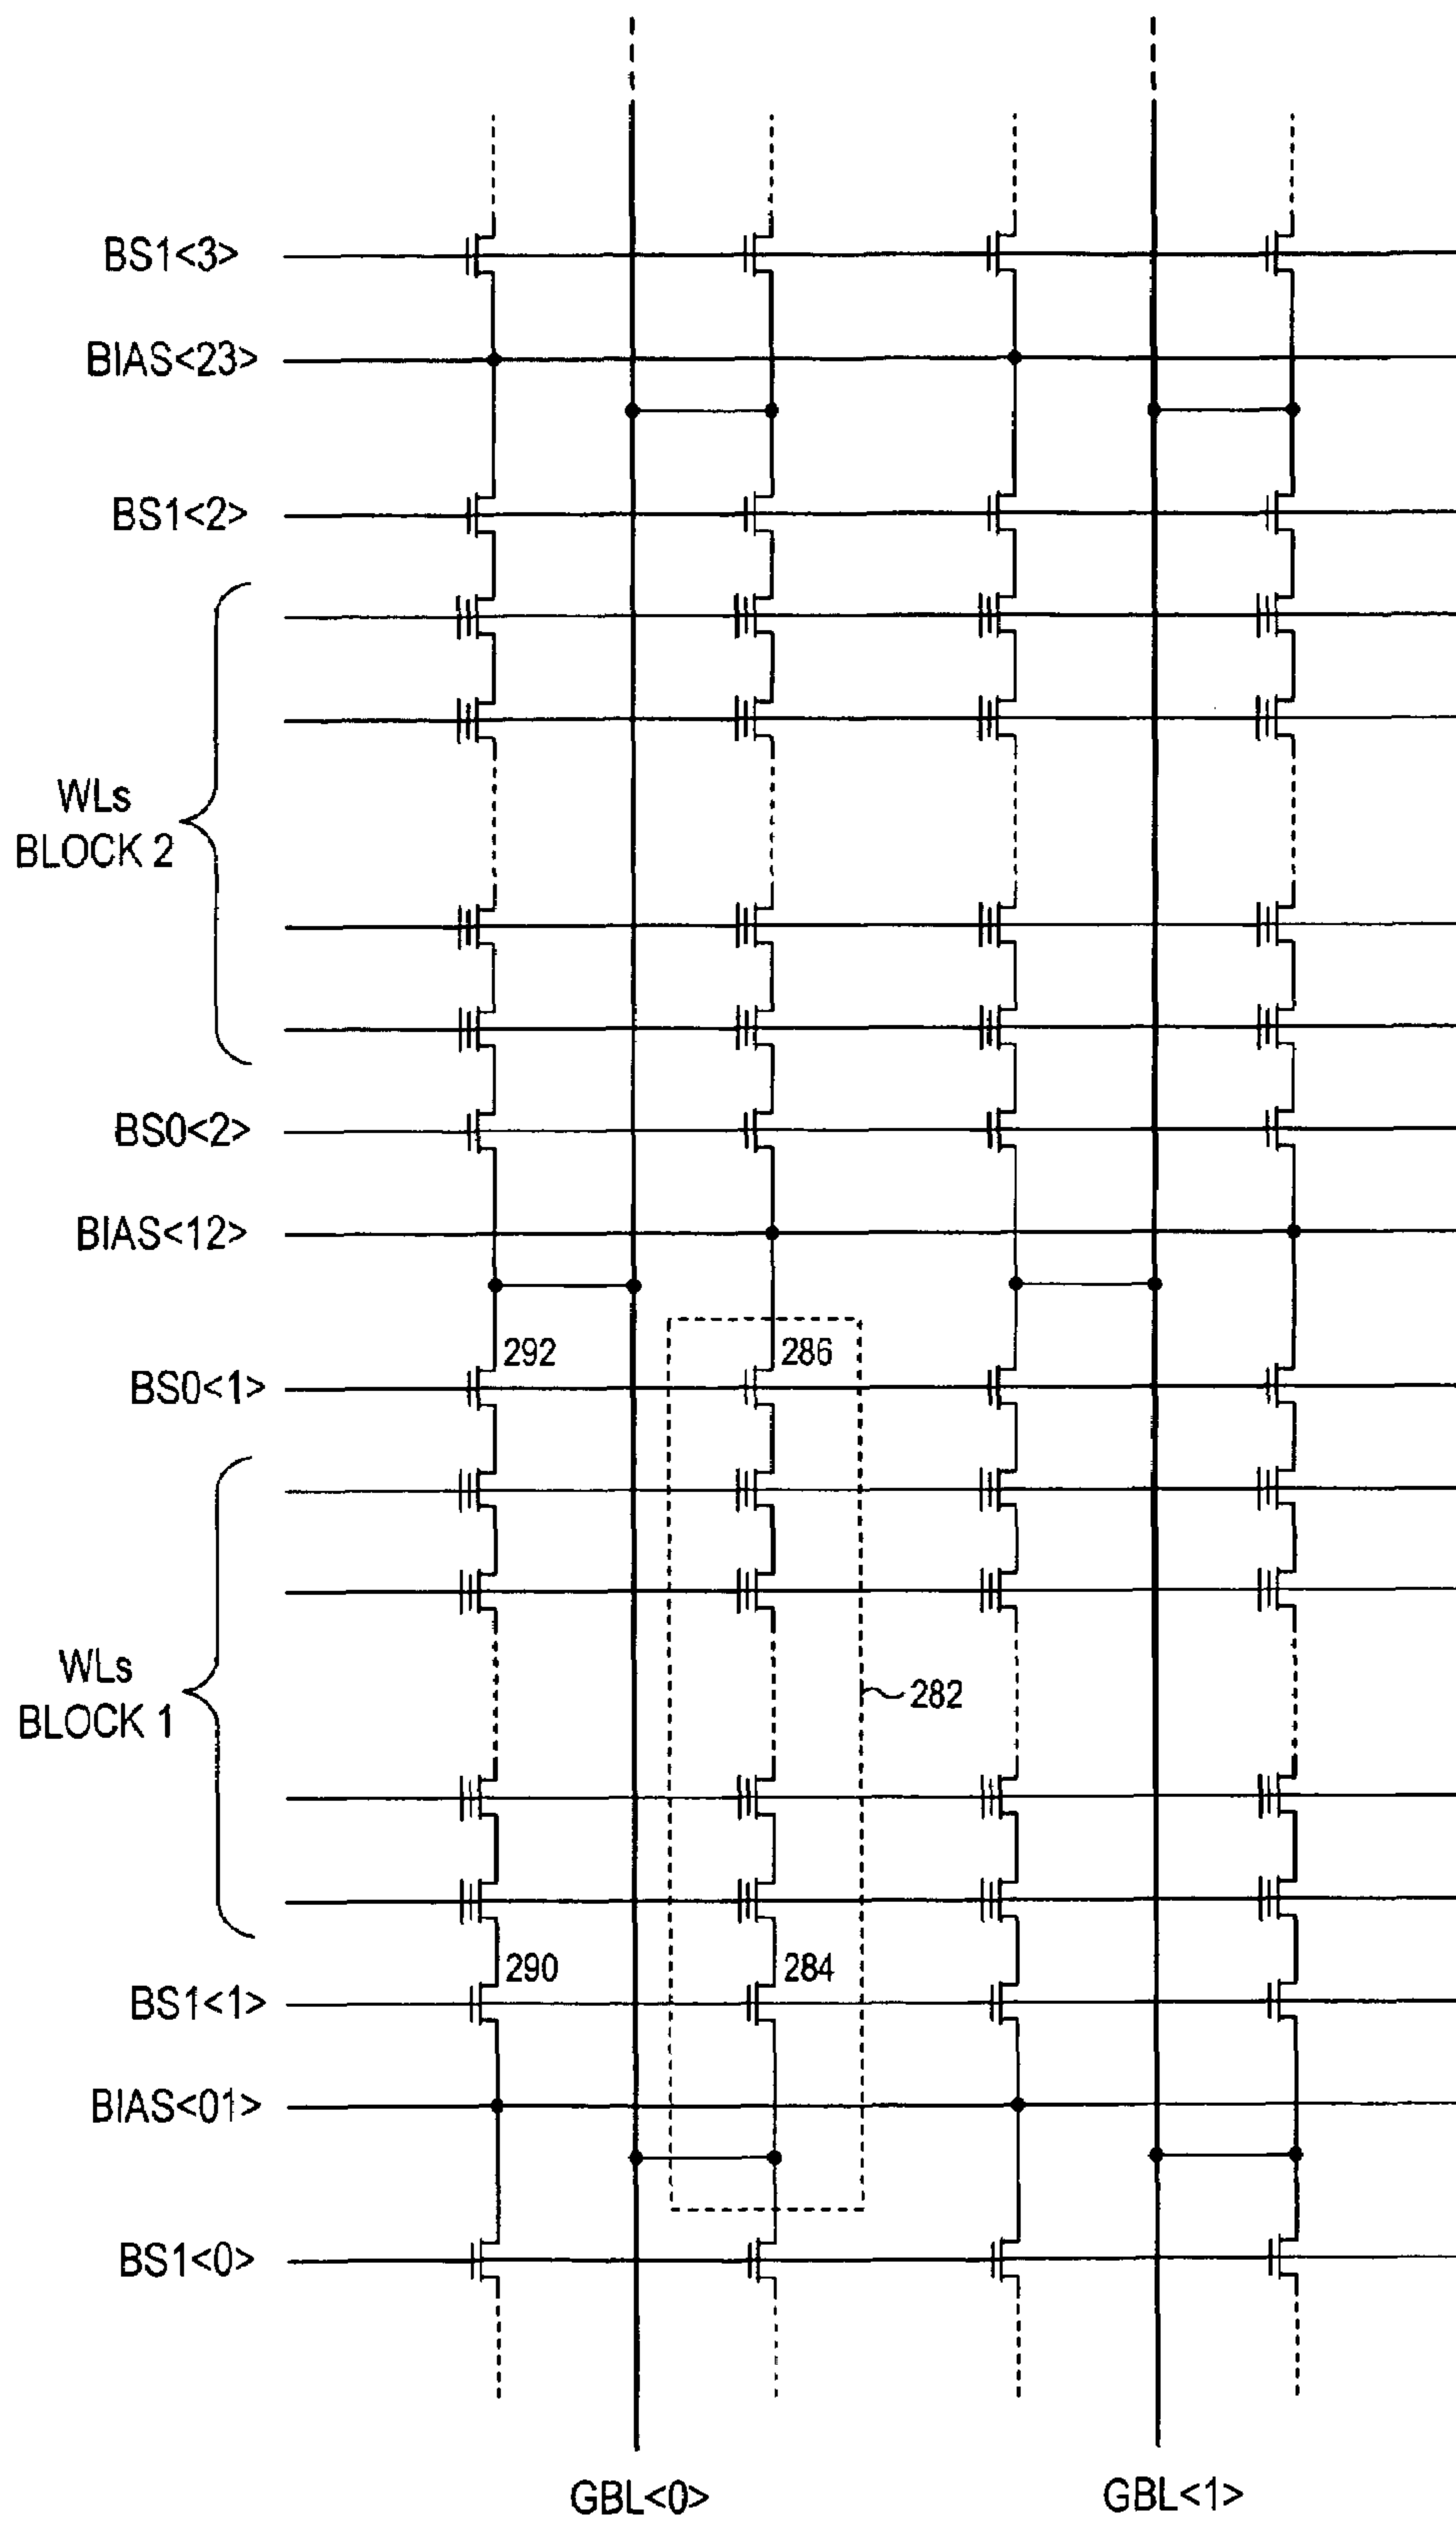 BS1<3>
BIAS<23>
BS1<2>
WLs
BLOCK 2
BS0<2>
BIAS<12>
292
286
BS0<1>
WLs
BLOCK 1
282
290
284
BS1<1>
BIAS<01>
BS1<0>
GBL<0>
GBL<1>